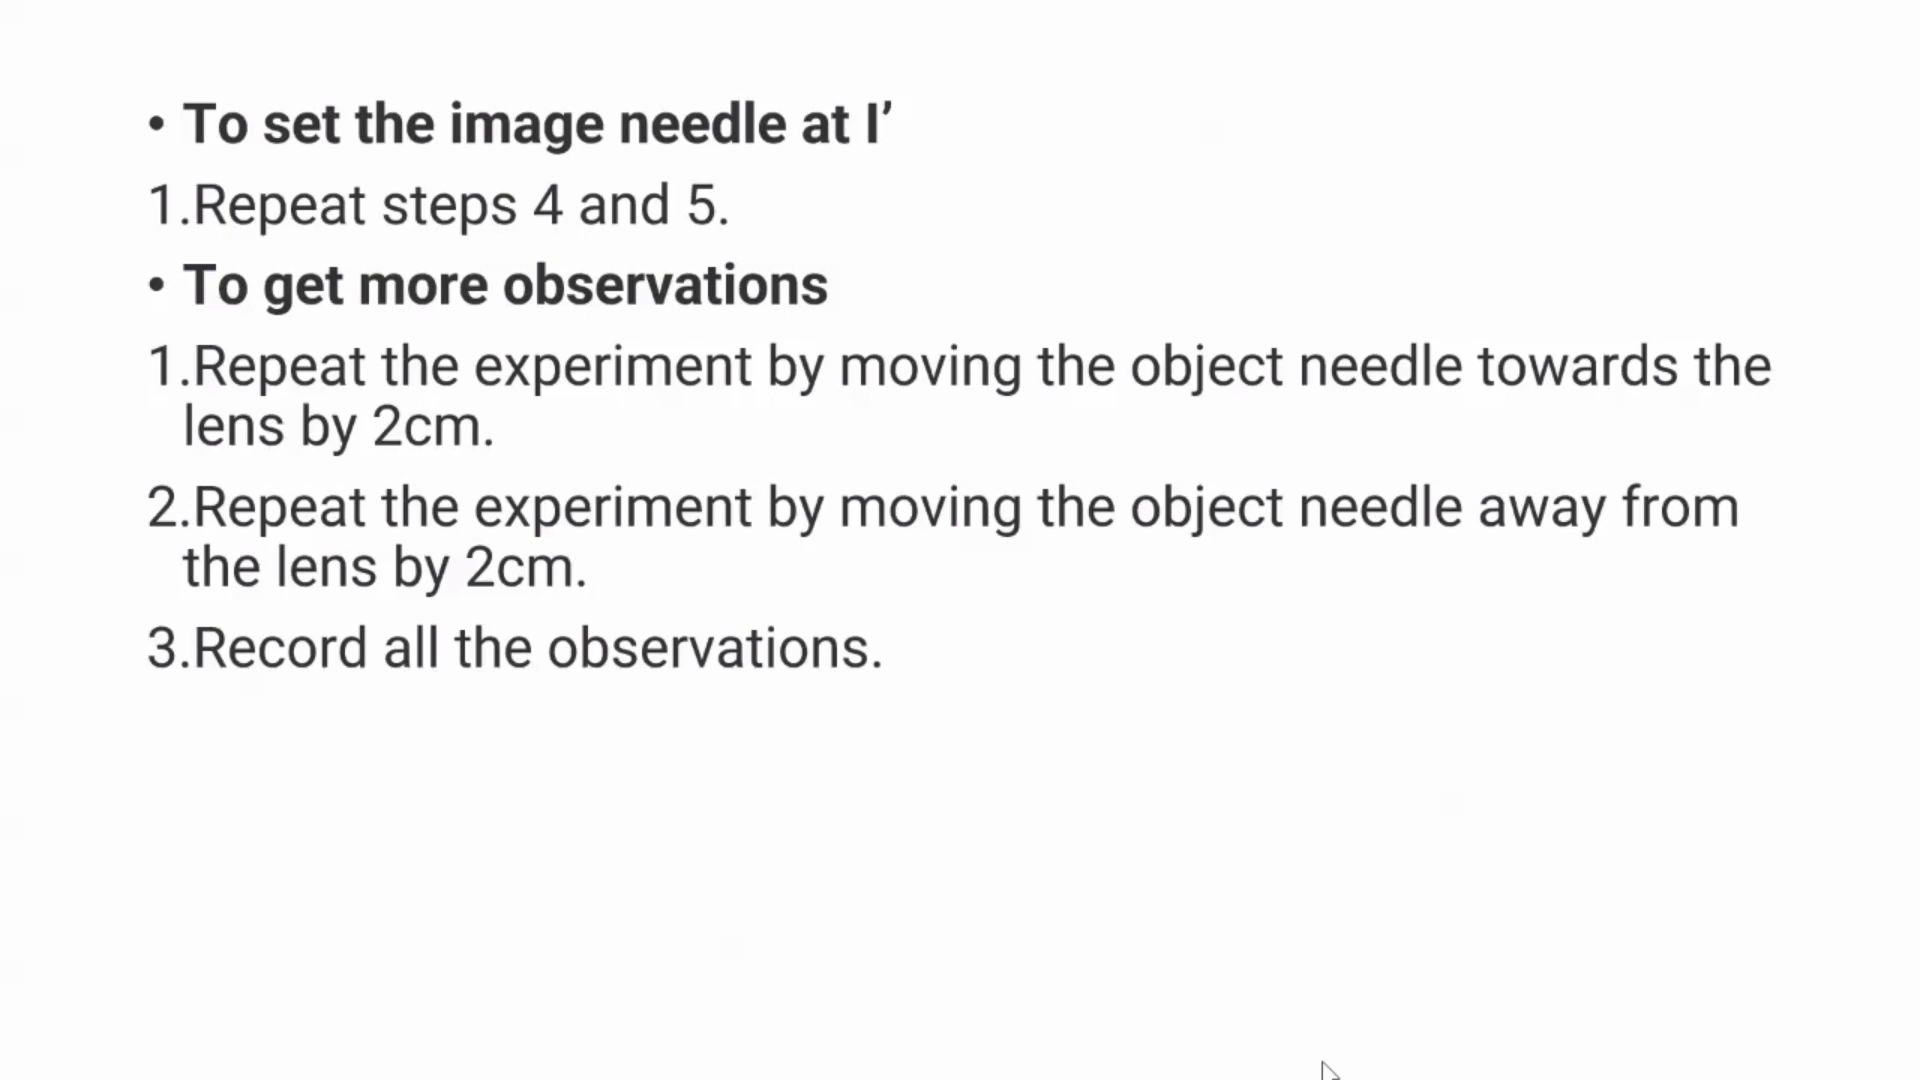 • To set the image needle at I’
1.Repeat steps 4 and 5.
• To get more observations
1.Repeat the experiment by moving the object needle towards the
lens by 2cm.
2.Repeat the experiment by moving the object needle away from
the lens by 2cm.
3.Record all the observations.